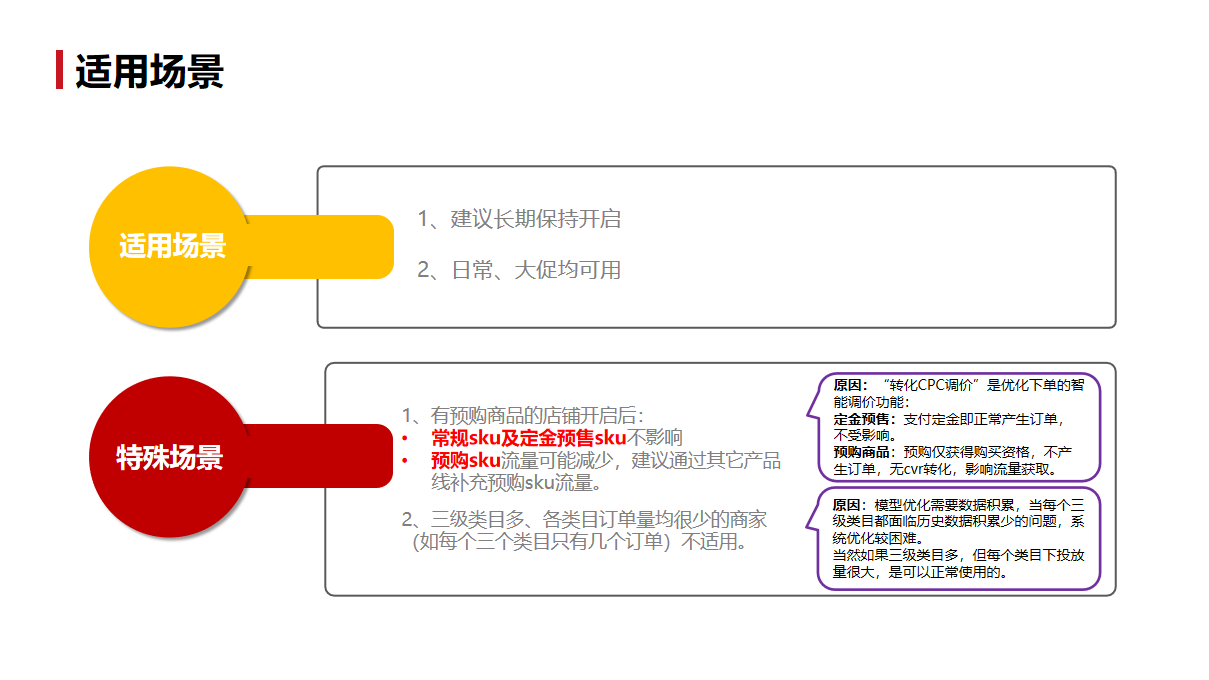 适用场景
适用场景
1、建议长期保持开启
2、日常、大促均可用
特殊场景
1、有预购商品的店铺开启后：
• 常规sku及定金预售sku不影响
• 预购sku流量可能减少，建议通过其它产品
线补充预购sku流量。
2、三级类目多、各类目订单量均很少的商家
（如每个三个类目只有几个订单）不适用。
原因：“转化CPC调价”是优化下单的智
能调价功能：
定金预售：支付定金即正常产生订单，
不受影响。
预购商品：预购仅获得购买资格，不产
生订单，无cvr转化，影响流量获取。
原因：模型优化需要数据积累，当每个三
级类目都面临历史数据积累少的问题，系
统优化较困难。
当然如果三级类目多，但每个类目下投放
量很大，是可以正常使用的。